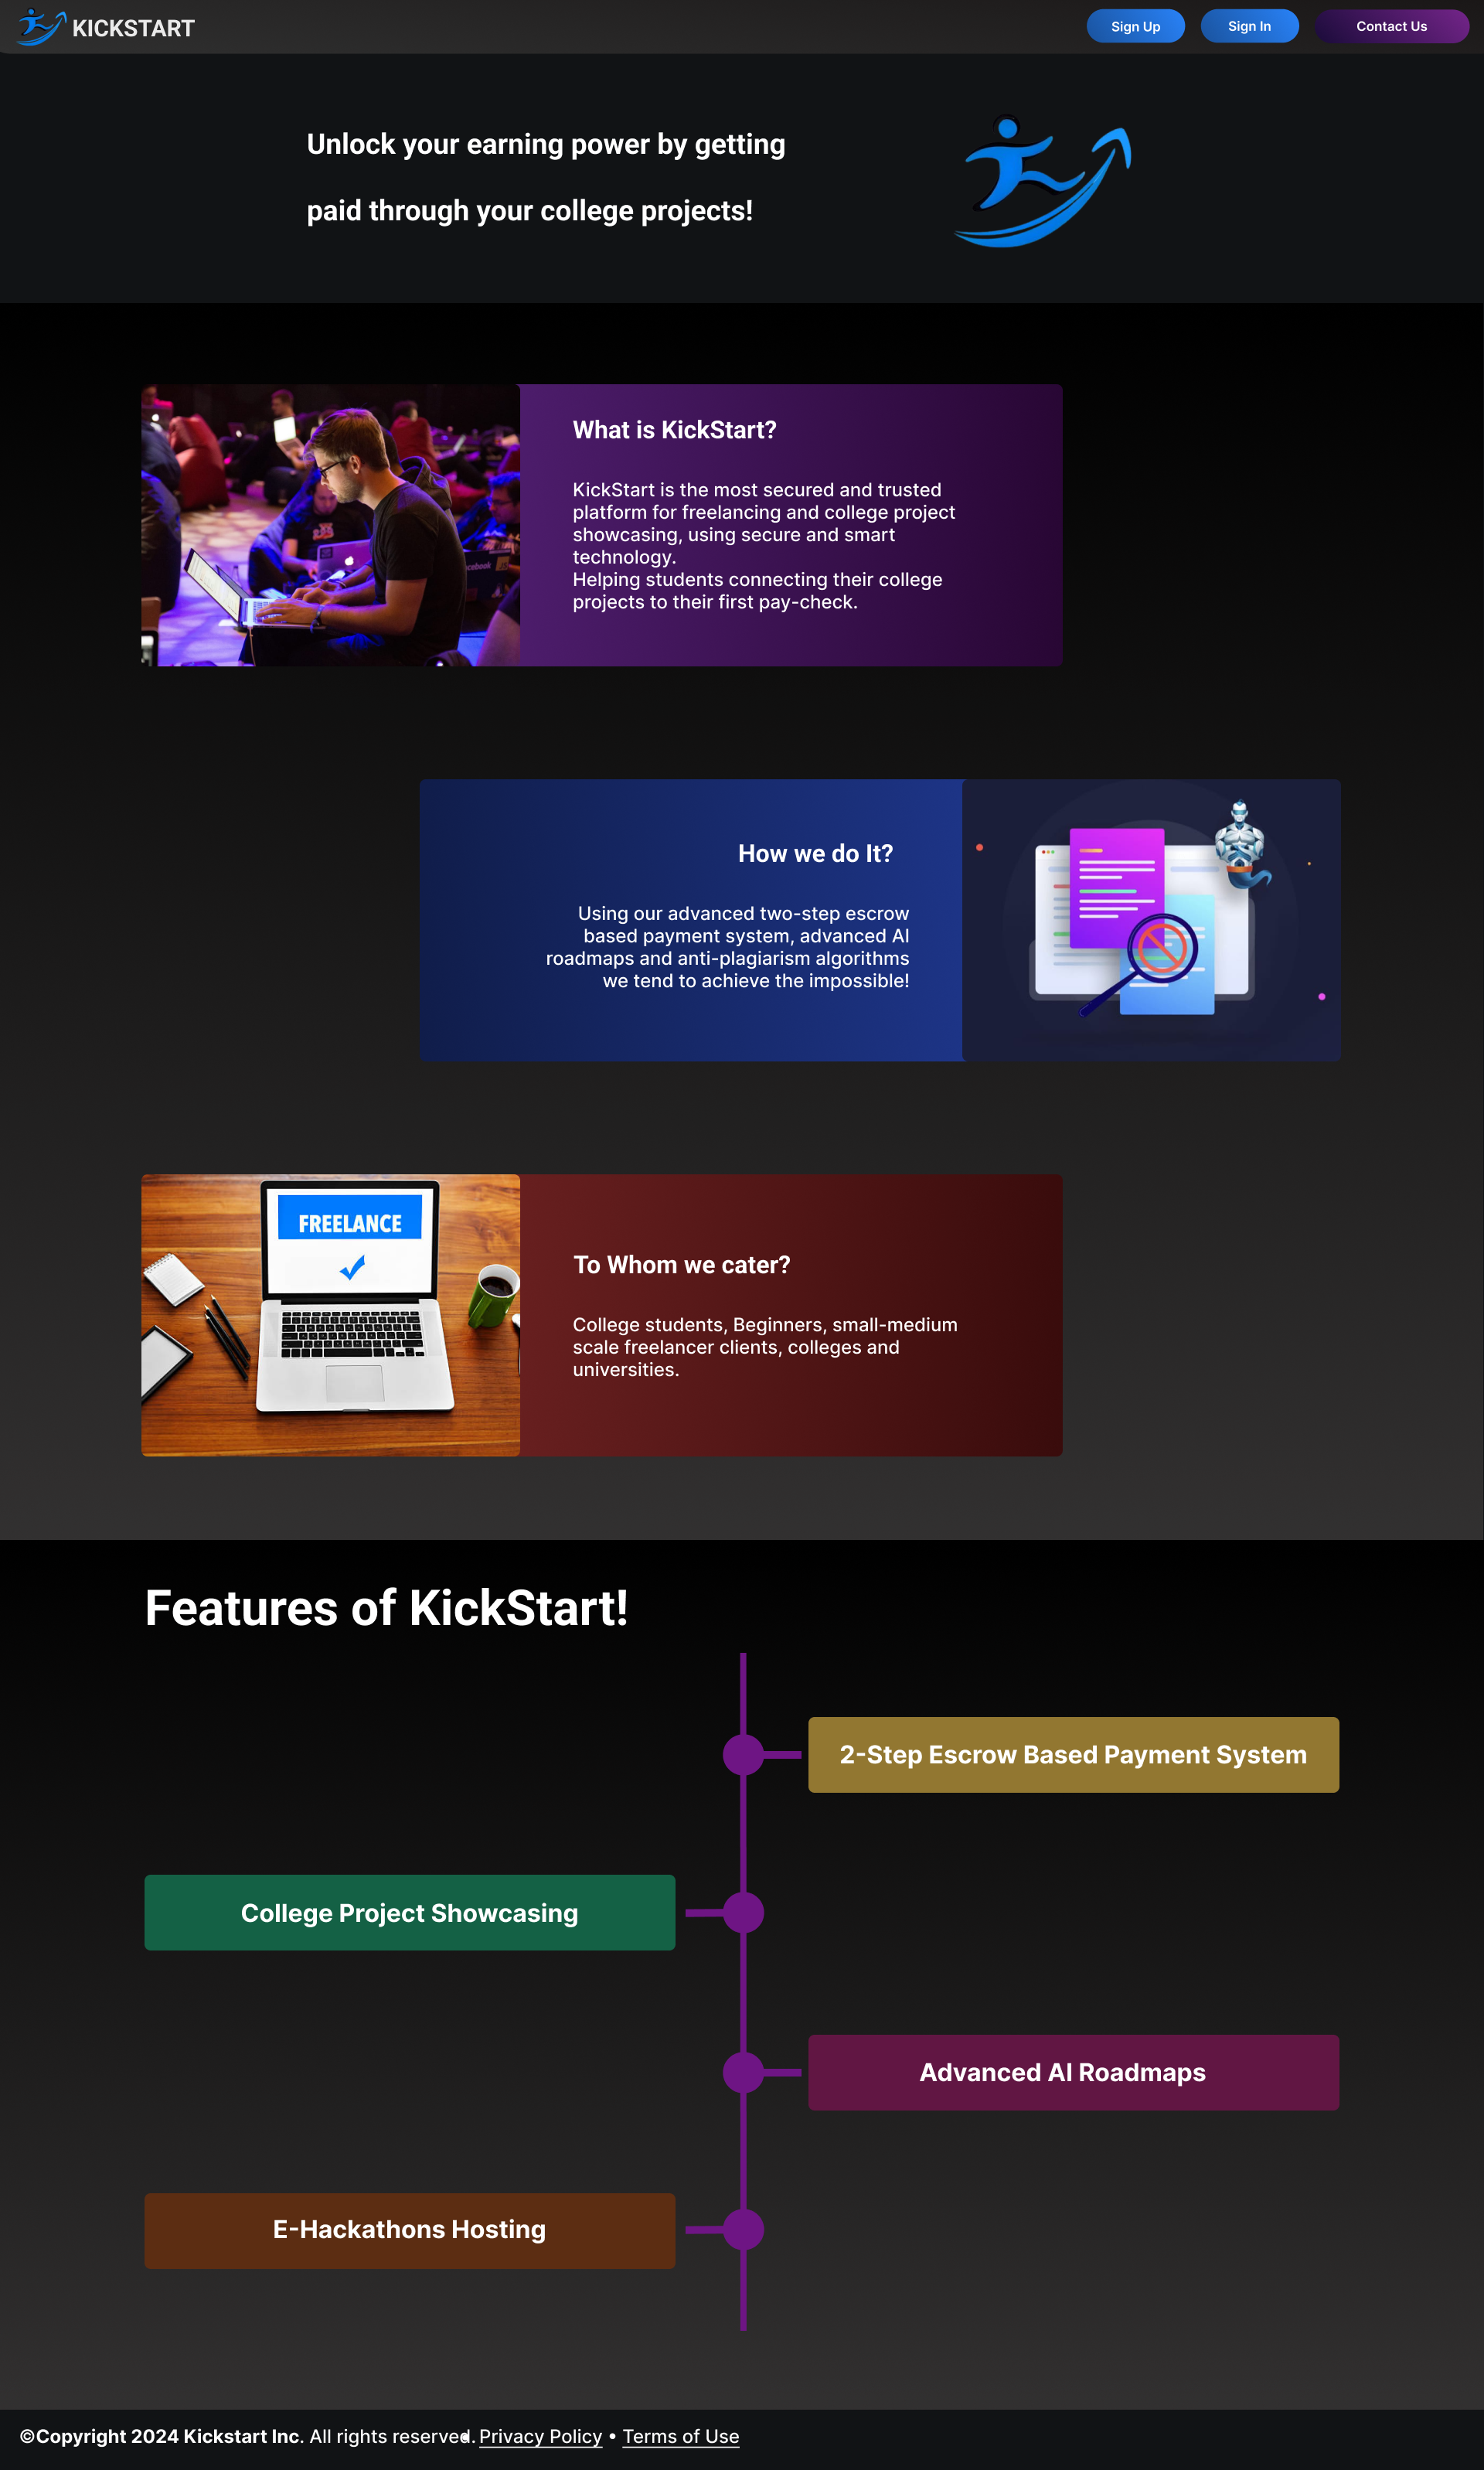 KICKSTART
Sign Up
Sign In
Contact Us
Unlock your earning power by getting
paid through your college projects!
What is KickStart?
KickStart is the most secured and trusted
platform for freelancing and college project
showcasing, using secure and smart
technology.
Helping students connecting their college
projects to their first pay-check.
How we do It?
Using our advanced two-step escrow
based payment system, advanced AI
roadmaps and anti-plagiarism algorithms
we tend to achieve the impossible!
FREELANCE
To Whom we cater?
College students, Beginners, small-medium
scale freelancer clients, colleges and
universities.
Features of KickStart!
2-Step Escrow Based Payment System
College Project Showcasing
Advanced AI Roadmaps
E-Hackathons Hosting
©Copyright 2024 Kickstart Inc. All rights reserved. Privacy Policy • Terms of Use